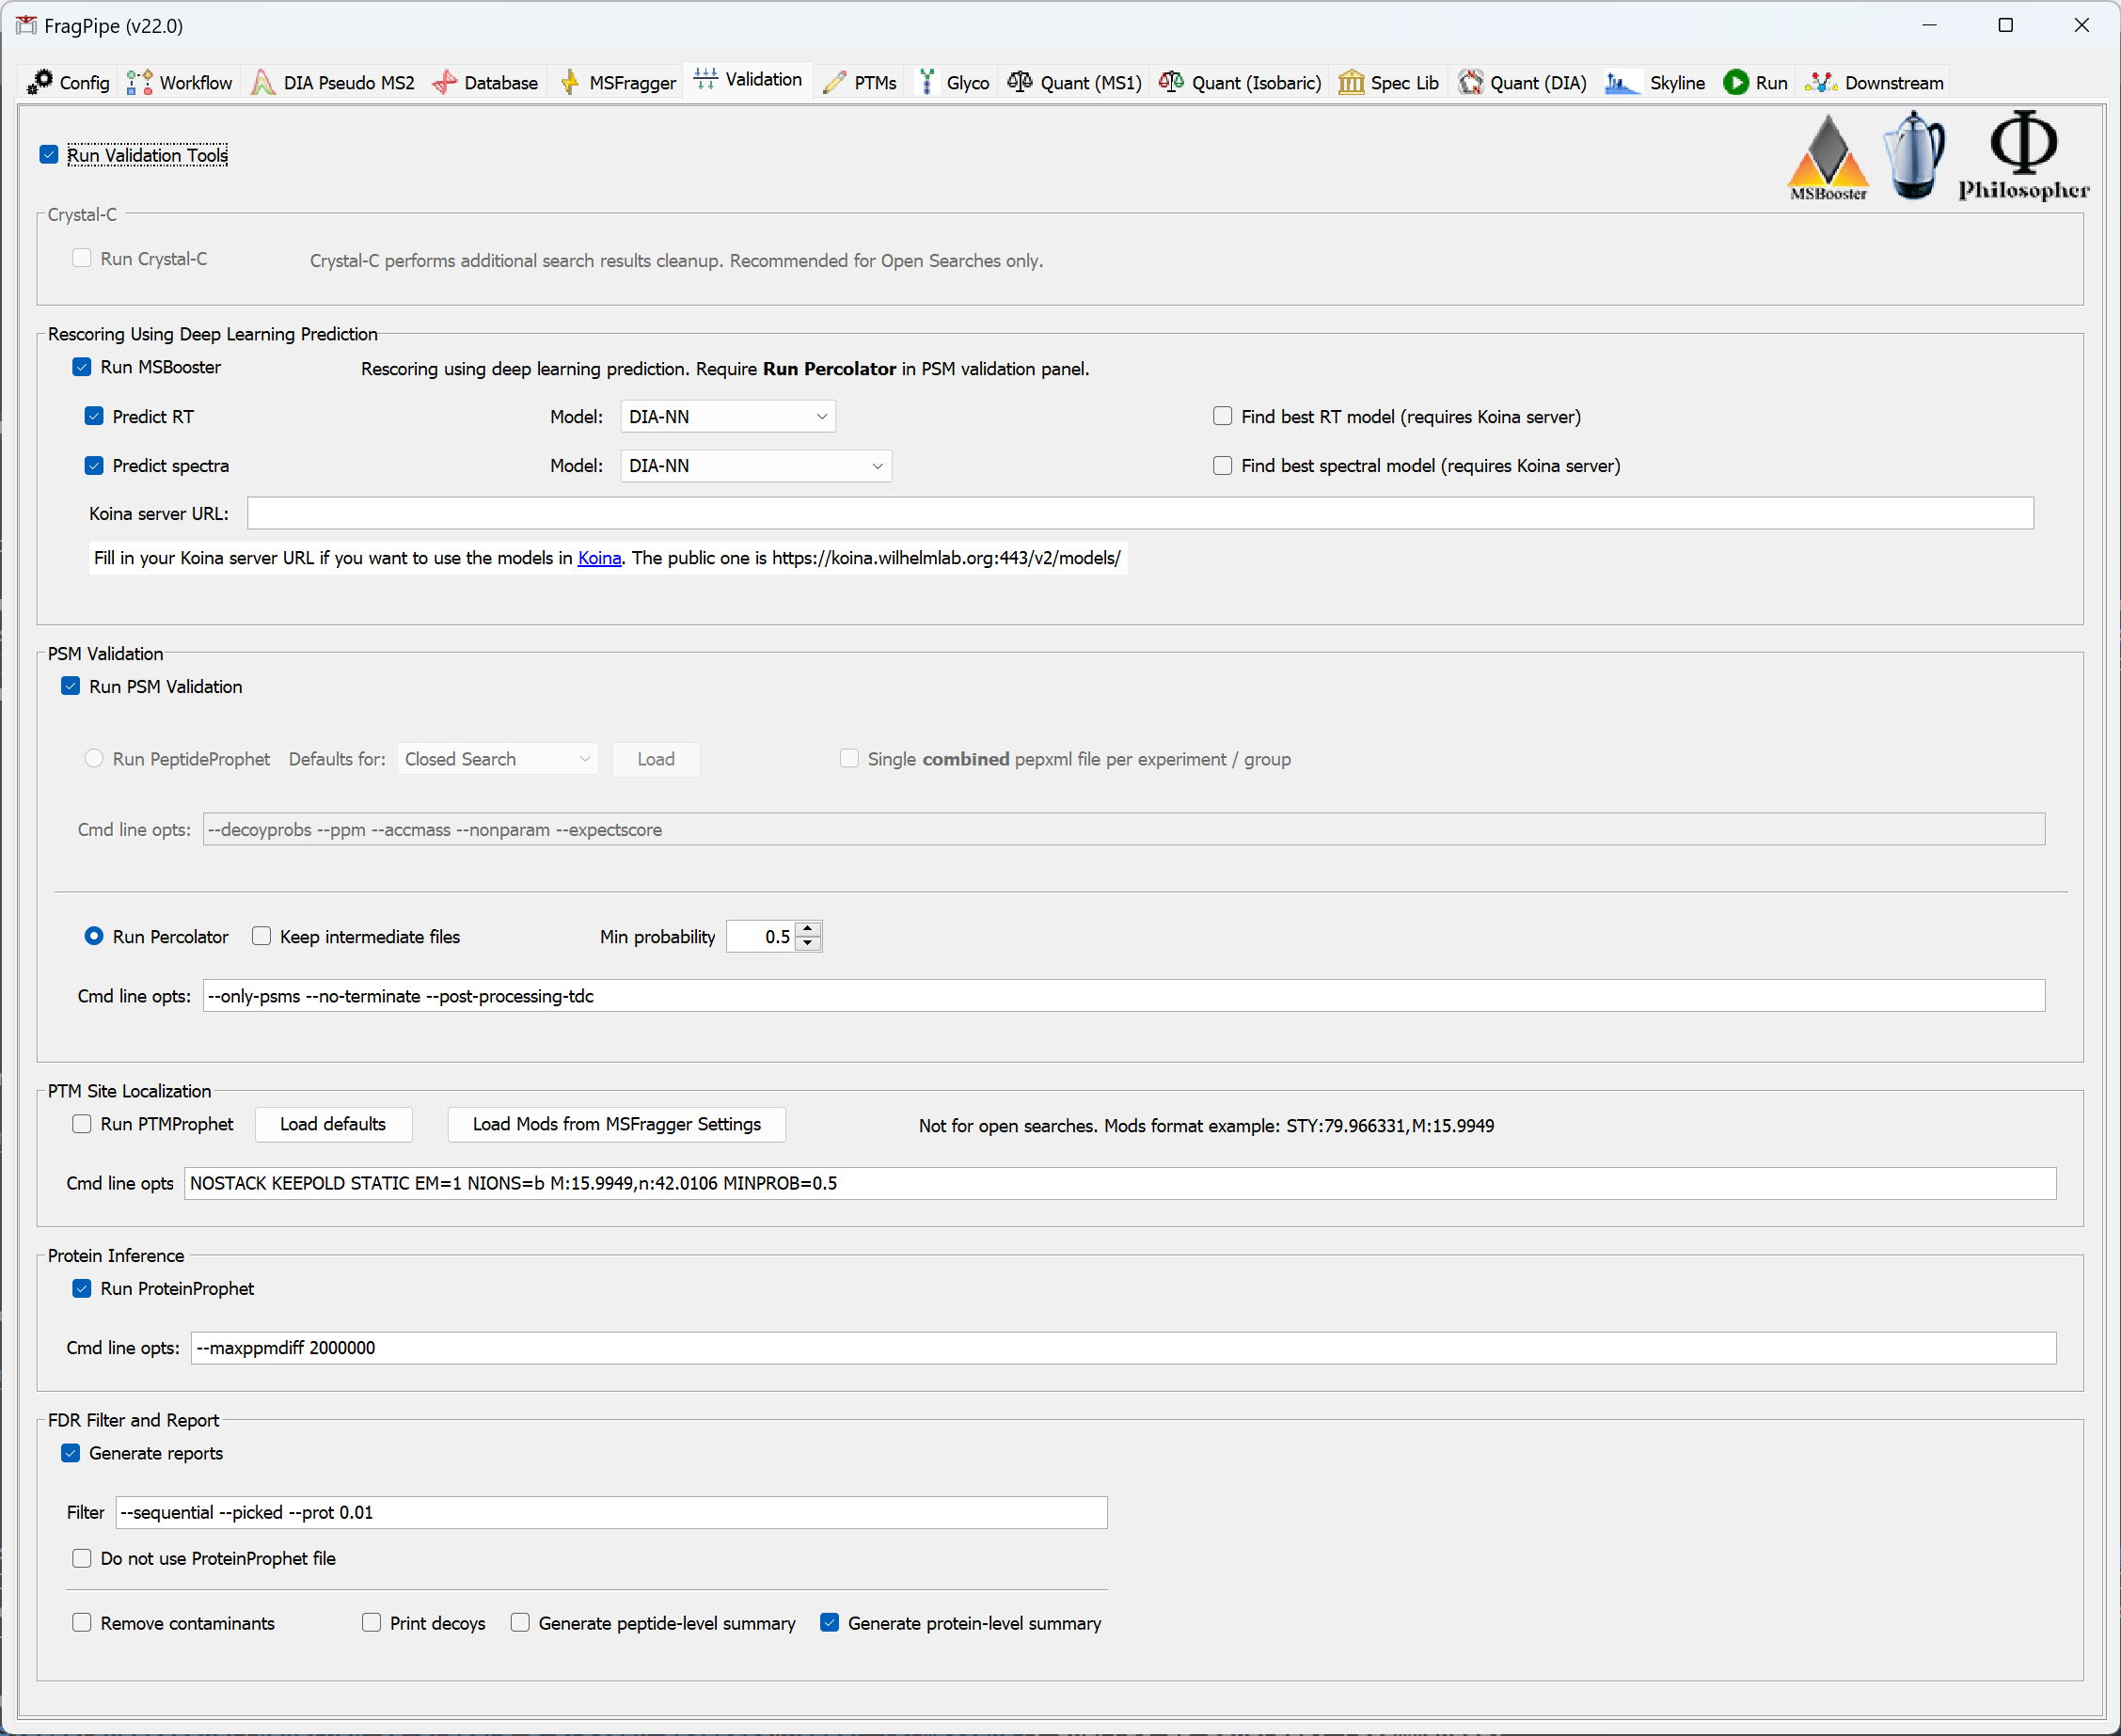 FragPipe (v22.0)
Config Workflow DIA Pseudo MS2 Database MSFragger Validation PTMs Glyco Quant (MS1) Quant (Isobaric) Spec Lib Quant (DIA) Skyline Run Downstream
Run Validation Tools
MSBooster Φ Philosopher
Crystal-C
Run Crystal-C Crystal-C performs additional search results cleanup. Recommended for Open Searches only.
Rescoring Using Deep Learning Prediction
Run MSBooster Rescoring using deep learning prediction. Require Run Percolator in PSM validation panel.
Predict RT Model: DIA-NN Find best RT model (requires Koina server)
Predict spectra Model: DIA-NN Find best spectral model (requires Koina server)
Koina server URL:
Fill in your Koina server URL if you want to use the models in Koina. The public one is https://koina.wilhelmlab.org:443/v2/models/
PSM Validation
Run PSM Validation
Run PeptideProphet Defaults for: Closed Search Load Single combined pepxml file per experiment / group
Cmd line opts: --decoyprobs --ppm --accmass --nonparam --expectscore
Run Percolator Keep intermediate files Min probability 0.5
Cmd line opts: --only-psms --no-terminate --post-processing-tdc
PTM Site Localization
Run PTMProphet Load defaults Load Mods from MSFragger Settings Not for open searches. Mods format example: STY:79.966331,M:15.9949
Cmd line opts NOSTACK KEEPOLD STATIC EM=1 NIONS=b M:15.9949,n:42.0106 MINPROB=0.5
Protein Inference
Run ProteinProphet
Cmd line opts: --maxppmdiff 2000000
FDR Filter and Report
Generate reports
Filter --sequential --picked --prot 0.01
Do not use ProteinProphet file
Remove contaminants Print decoys Generate peptide-level summary Generate protein-level summary